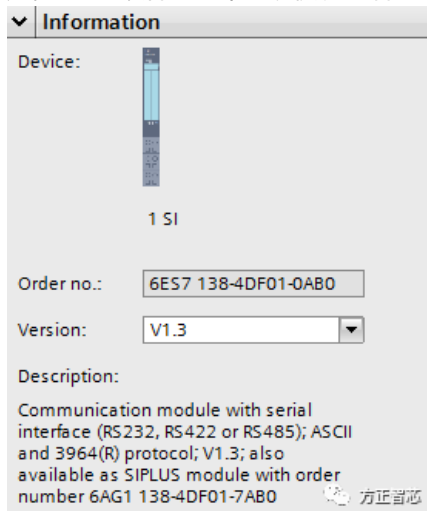 Information
Device:
1 SI
Order no.: 6ES7 138-4DF01-0AB0
Version: V1.3
Description:
Communication module with serial
interface (RS232, RS422 or RS485); ASCII
and 3964(R) protocol; V1.3; also
available as SIPLUS module with order
number 6AG1 138-4DF01-7AB0
方正智芯